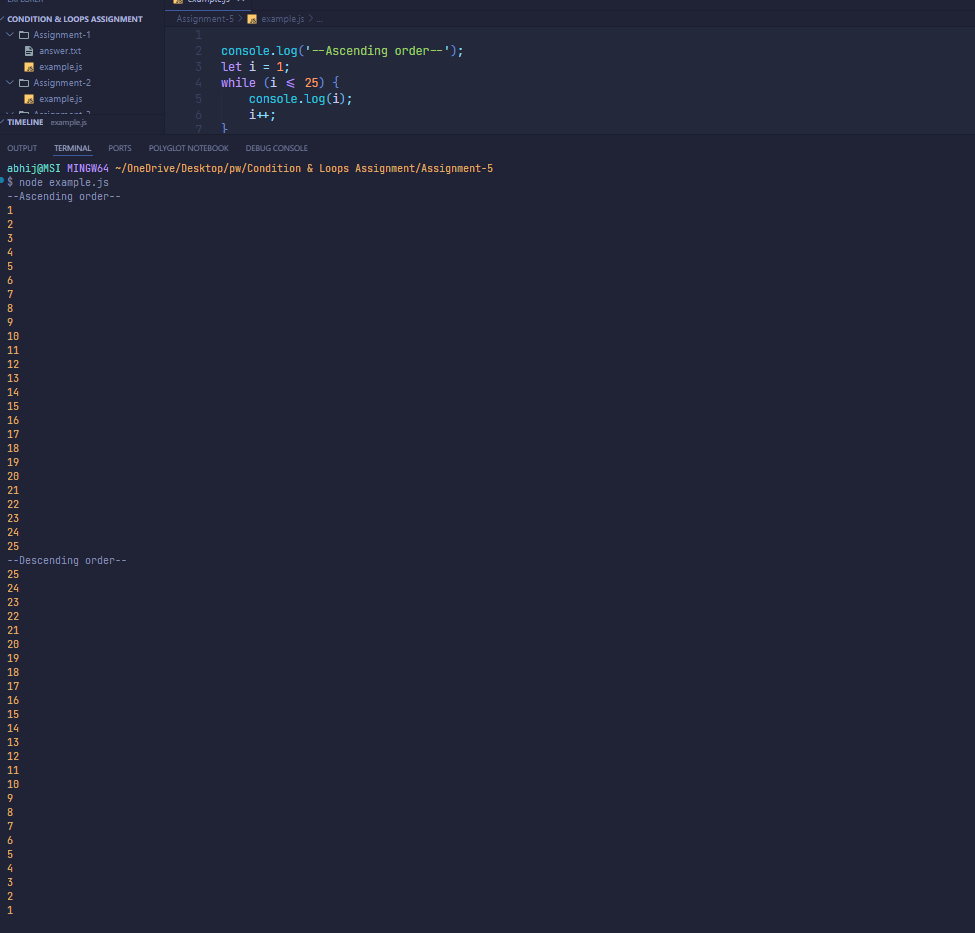 EXPLORER
example.js
CONDITION & LOOPS ASSIGNMENT
Assignment-1
answer.txt
example.js
Assignment-2
example.js
Assignment-3
TIMELINE example.js
Assignment-5 > example.js > ...
1
2 console.log('--Ascending order--');
3 let i = 1;
4 while (i <= 25) {
5 console.log(i);
6 i++;
7 }
OUTPUT TERMINAL PORTS POLYGLOT NOTEBOOK DEBUG CONSOLE
abhij@MSI MINGW64 ~/OneDrive/Desktop/pw/Condition & Loops Assignment/Assignment-5
$ node example.js
--Ascending order--
1
2
3
4
5
6
7
8
9
10
11
12
13
14
15
16
17
18
19
20
21
22
23
24
25
--Descending order--
25
24
23
22
21
20
19
18
17
16
15
14
13
12
11
10
9
8
7
6
5
4
3
2
1